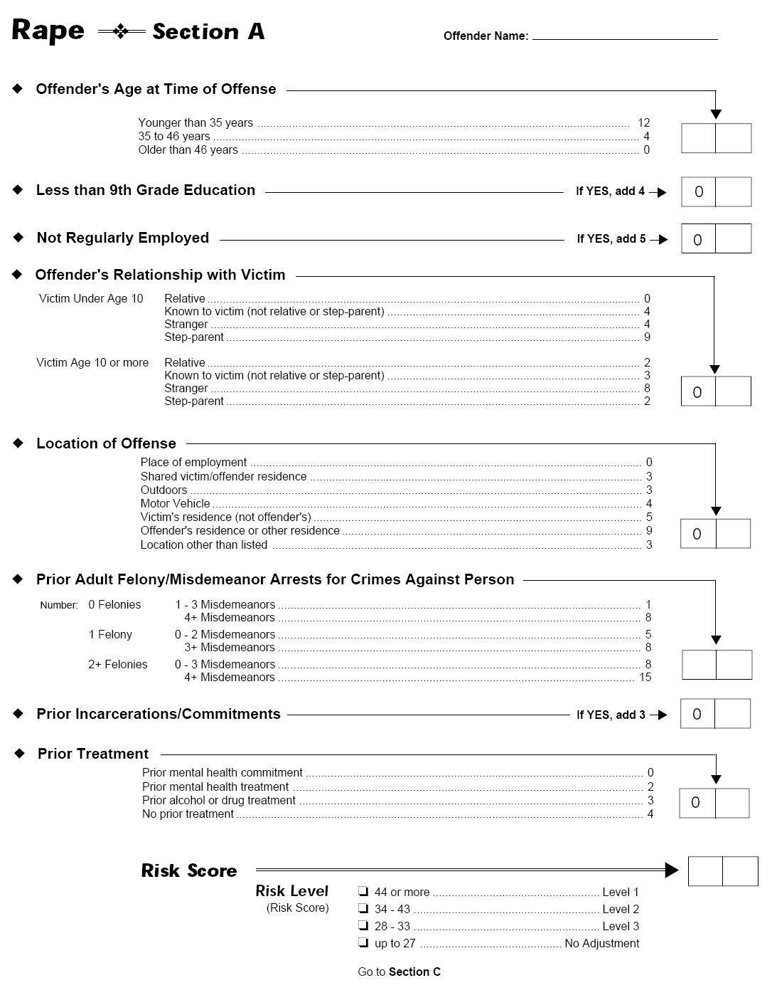 Rape Section A
Offender Name:
Offender's Age at Time of Offense
Younger than 35 years 12
35 to 46 years 4
Older than 46 years 0
Less than 9th Grade Education If YES, add 4 0
Not Regularly Employed If YES, add 5 0
Offender's Relationship with Victim
Victim Under Age 10 Relative 0
Known to victim (not relative or step-parent) 4
Stranger 4
Step-parent 9
Victim Age 10 or more Relative 2
Known to victim (not relative or step-parent) 3
Stranger 8
Step-parent 2
0
Location of Offense
Place of employment 0
Shared victim/offender residence 3
Outdoors 3
Motor Vehicle 4
Victim's residence (not offender's) 5
Offender's residence or other residence 9
Location other than listed 3
0
Prior Adult Felony/Misdemeanor Arrests for Crimes Against Person
Number: 0 Felonies 1 - 3 Misdemeanors 1
4+ Misdemeanors 8
1 Felony 0 - 2 Misdemeanors 5
3+ Misdemeanors 8
2+ Felonies 0 - 3 Misdemeanors 8
4+ Misdemeanors 15
Prior Incarcerations/Commitments If YES, add 3 0
Prior Treatment
Prior mental health commitment 0
Prior mental health treatment 2
Prior alcohol or drug treatment 3
No prior treatment 4
0
Risk Score
Risk Level
(Risk Score)
44 or more Level 1
34 - 43 Level 2
28 - 33 Level 3
up to 27 No Adjustment
Go to Section C